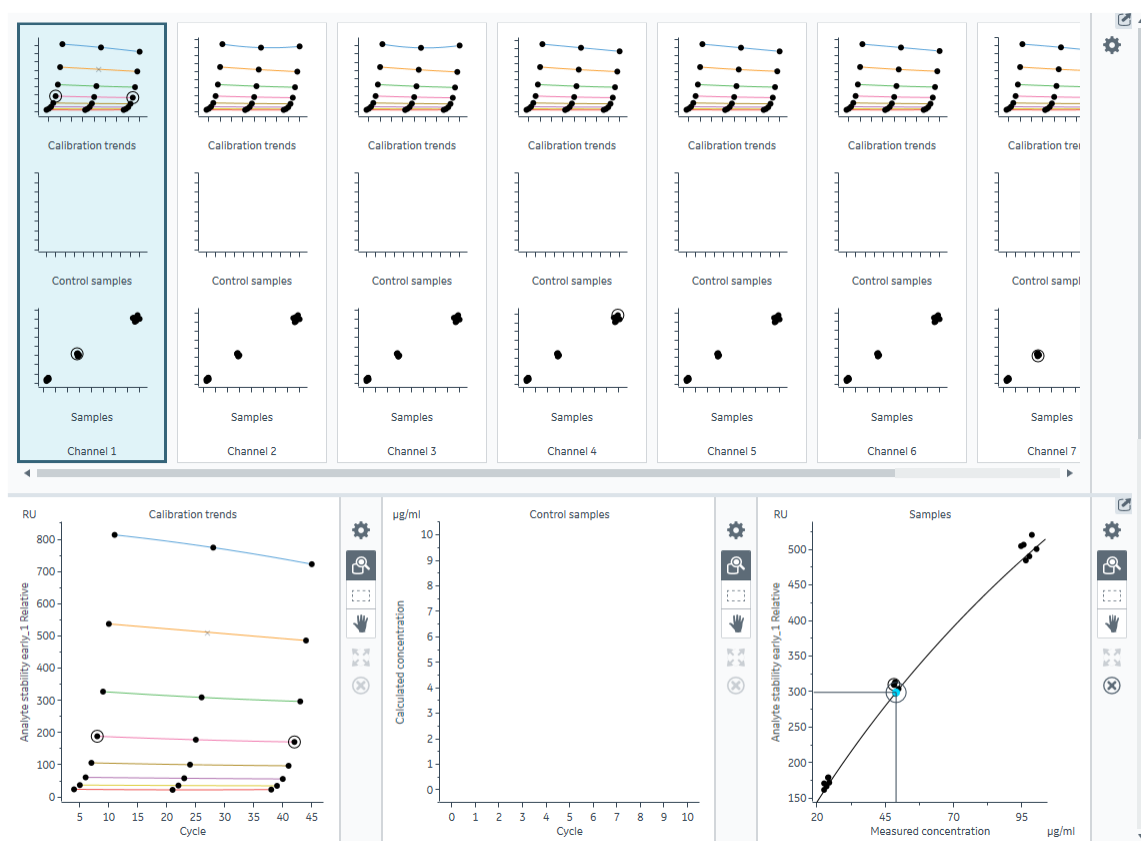 Calibration trends Calibration trends Calibration trends Calibration trends Calibration trends Calibration trends Calibration tre
Control samples Control samples Control samples Control samples Control samples Control samples Control sampl
Samples Samples Samples Samples Samples Samples Samples
Channel 1 Channel 2 Channel 3 Channel 4 Channel 5 Channel 6 Channel 7
RU Calibration trends
Analyte stability early_1 Relative
800
700
600
500
400
300
200
100
0
5 10 15 20 25 30 35 40 45
Cycle
µg/ml Control samples
Calculated concentration
10
9
8
7
6
5
4
3
2
1
0
0 1 2 3 4 5 6 7 8 9 10
Cycle
RU Samples
Analyte stability early_1 Relative
500
450
400
350
300
250
200
150
20 45 70 95
Measured concentration µg/ml